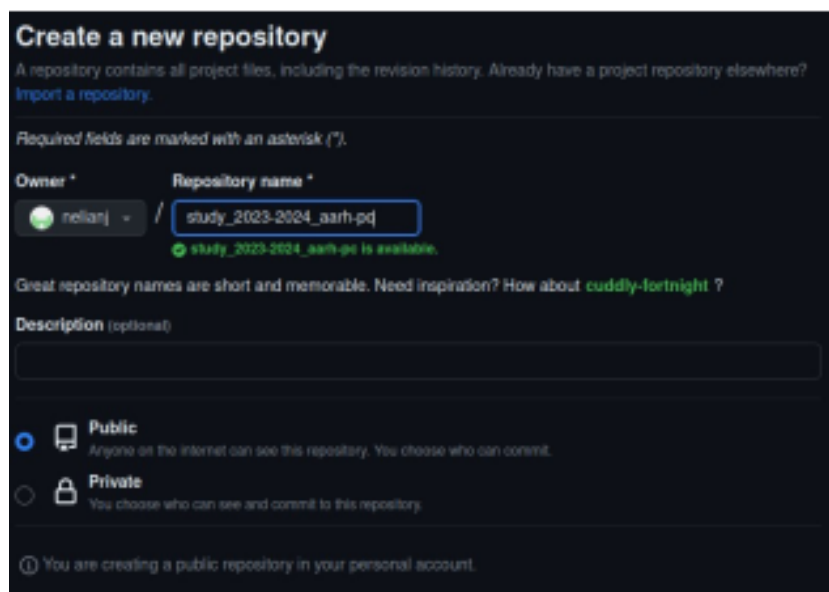 Create a new repository
A repository contains all project files, including the revision history. Already have a project repository elsewhere?
Import a repository.
Required fields are marked with an asterisk (*).
Owner * Repository name *
nelianj / study_2023-2024_aarh-pc
study_2023-2024_aarh-pc is available.
Great repository names are short and memorable. Need inspiration? How about cuddly-fortnight ?
Description (optional)
Public
Anyone on the internet can see this repository. You choose who can commit.
Private
You choose who can see and commit to this repository.
You are creating a public repository in your personal account.